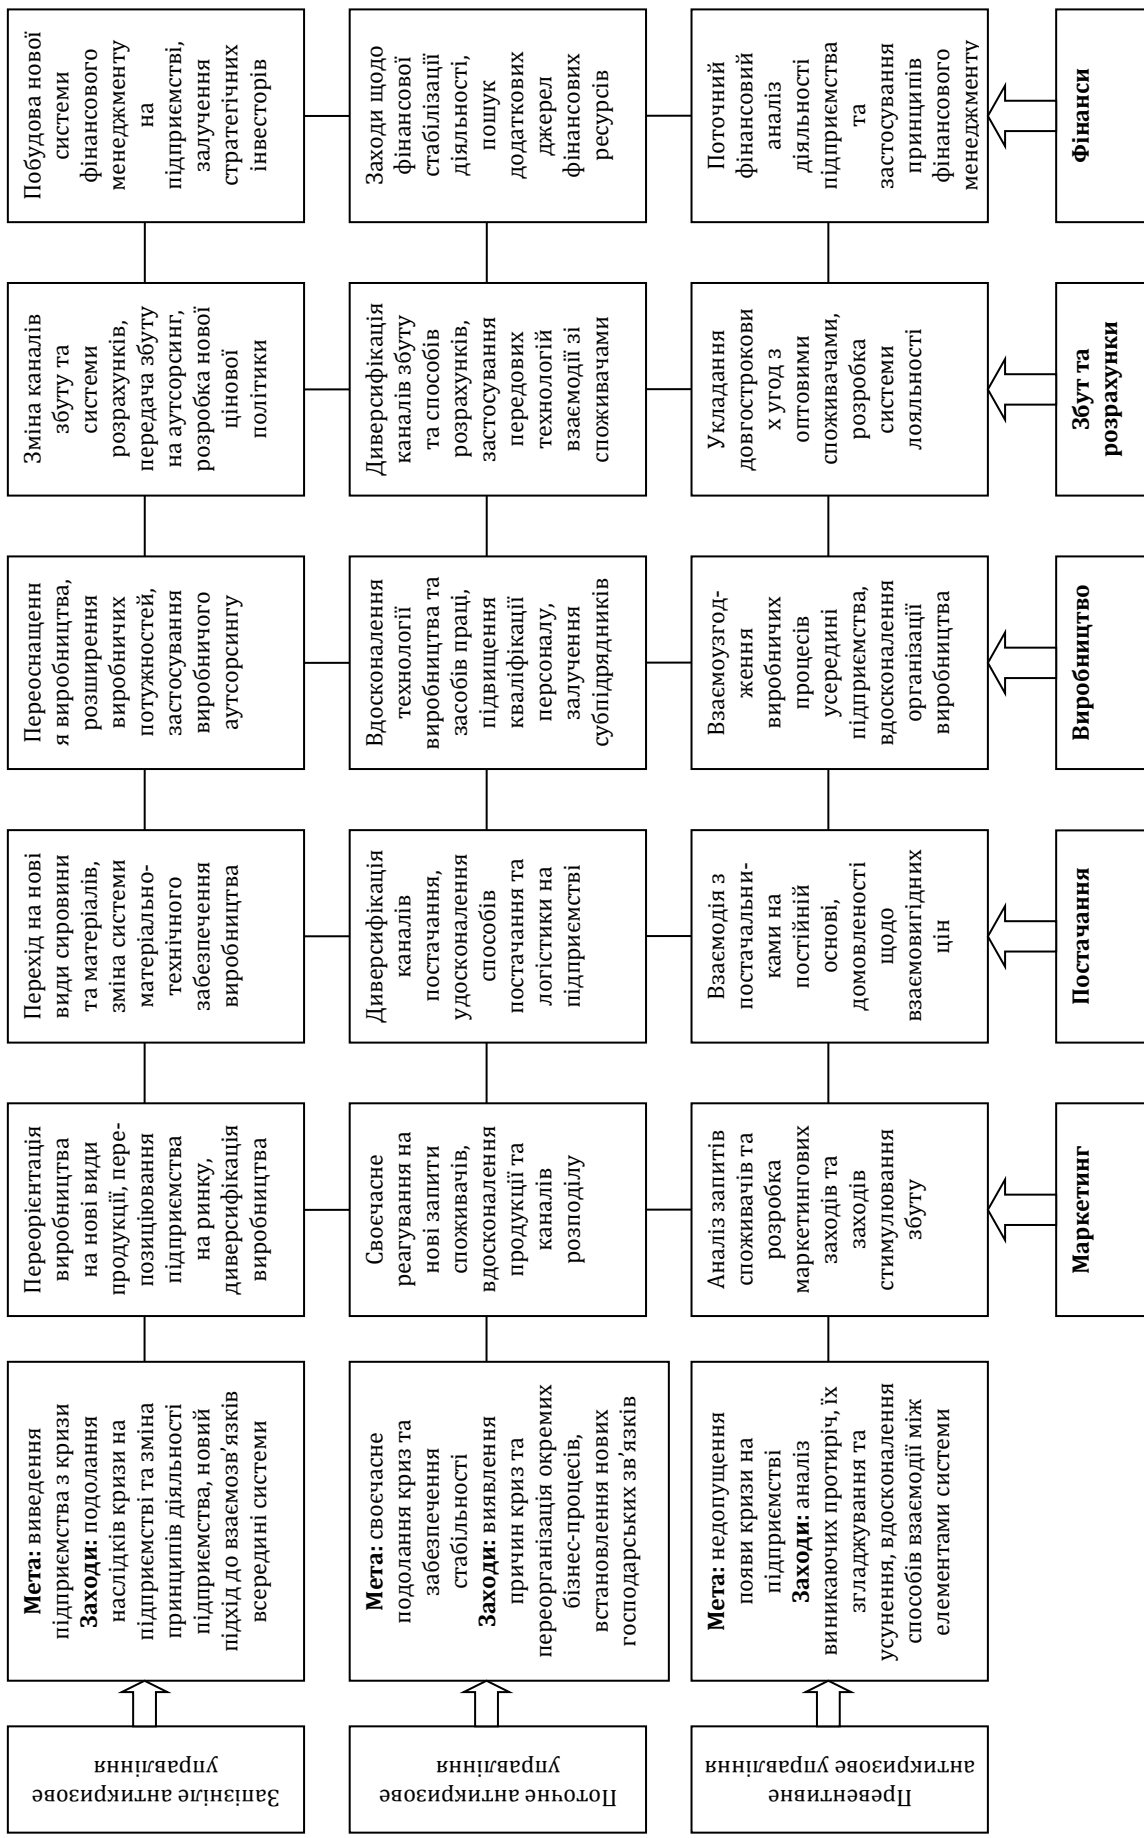 Запізніле антикризове
управління
Мета: виведення
підприємства з кризи
Заходи: подолання
наслідків кризи на
підприємстві та зміна
принципів діяльності
підприємства, новий
підхід до взаємозв’язків
всередині системи
Переорієнтація
виробництва
на нові види
продукції, пере-
позиціювання
підприємства
на ринку,
диверсифікація
виробництва
Перехід на нові
види сировини
та матеріалів,
зміна системи
матеріально-
технічного
забезпечення
виробництва
Переоснащенн
я виробництва,
розширення
виробничих
потужностей,
застосування
виробничого
аутсорсингу
Зміна каналів
збуту та
системи
розрахунків,
передача збуту
на аутсорсинг,
розробка нової
цінової
політики
Побудова нової
системи
фінансового
менеджменту
на
підприємстві,
залучення
стратегічних
інвесторів
Поточне антикризове
управління
Мета: своєчасне
подолання криз та
забезпечення
стабільності
Заходи: виявлення
причин криз та
переорганізація окремих
бізнес-процесів,
встановлення нових
господарських зв’язків
Своєчасне
реагування на
нові запити
споживачів,
вдосконалення
продукції та
каналів
розподілу
Диверсифікація
каналів
постачання,
удосконалення
способів
постачання та
логістики на
підприємстві
Вдосконалення
технології
виробництва та
засобів праці,
підвищення
кваліфікації
персоналу,
залучення
субпідрядників
Диверсифікація
каналів збуту
та способів
розрахунків,
застосування
передових
технологій
взаємодії зі
споживачами
Заходи щодо
фінансової
стабілізації
діяльності,
пошук
додаткових
джерел
фінансових
ресурсів
Превентивне
антикризове управління
Мета: недопущення
появи кризи на
підприємстві
Заходи: аналіз
виникаючих протиріч, їх
згладжування та
усунення, вдосконалення
способів взаємодії між
елементами системи
Аналіз запитів
споживачів та
розробка
маркетингових
заходів та
заходів
стимулювання
збуту
Взаємодія з
постачальни-
ками на
постійній
основі,
домовленості
щодо
взаємовигідних
цін
Взаємоузгод-
ження
виробничих
процесів
усередині
підприємства,
вдосконалення
організації
виробництва
Укладання
довгострокови
х угод з
оптовими
споживачами,
розробка
системи
лояльності
Поточний
фінансовий
аналіз
діяльності
підприємства
та
застосування
принципів
фінансового
менеджменту
Маркетинг
Постачання
Виробництво
Збут та
розрахунки
Фінанси